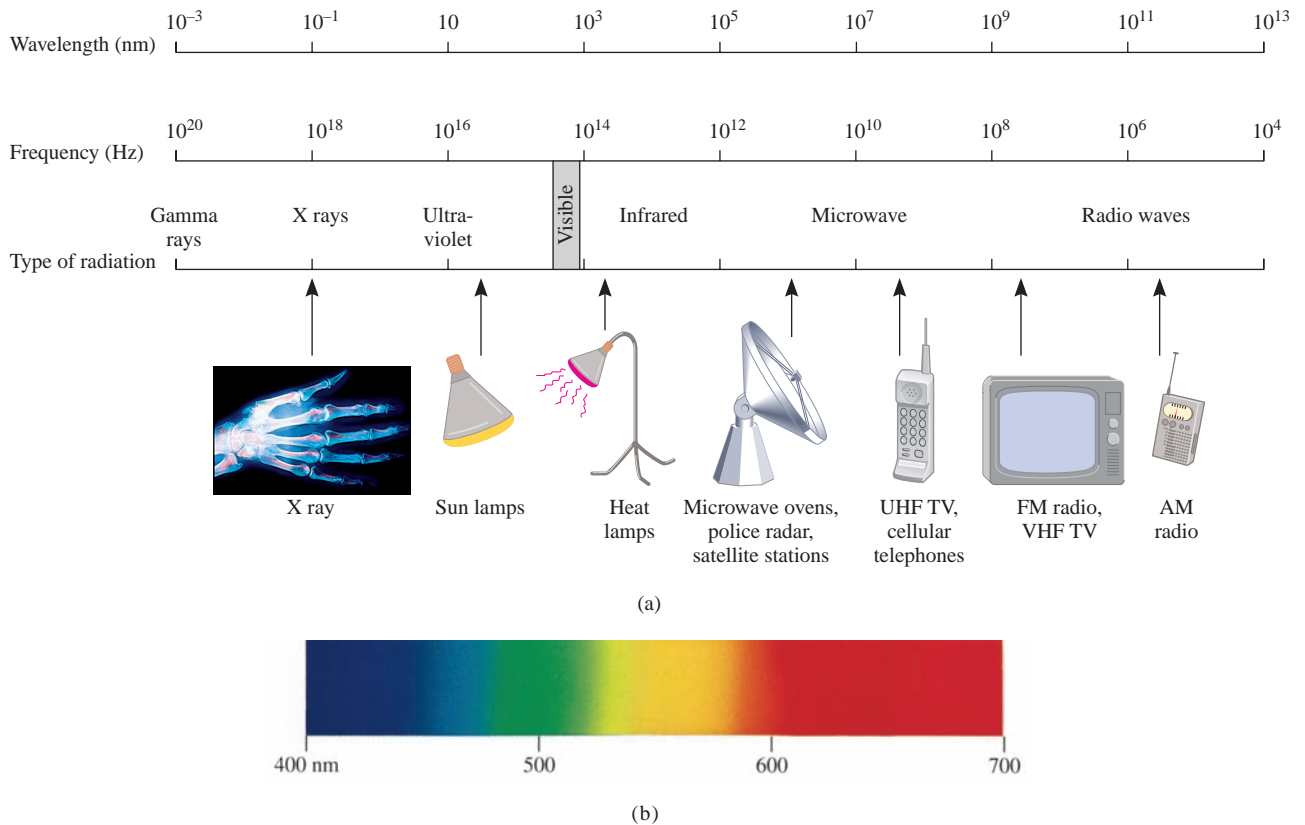 10⁻³ 10⁻¹ 10 10³ 10⁵ 10⁷ 10⁹ 10¹¹ 10¹³
Wavelength (nm)
10²⁰ 10¹⁸ 10¹⁶ 10¹⁴ 10¹² 10¹⁰ 10⁸ 10⁶ 10⁴
Frequency (Hz)
Gamma rays
X rays
Ultra-
violet
Visible
Infrared
Microwave
Radio waves
Type of radiation
X ray
Sun lamps
Heat
lamps
Microwave ovens,
police radar,
satellite stations
UHF TV,
cellular
telephones
FM radio,
VHF TV
AM
radio
(a)
400 nm 500 600 700
(b)